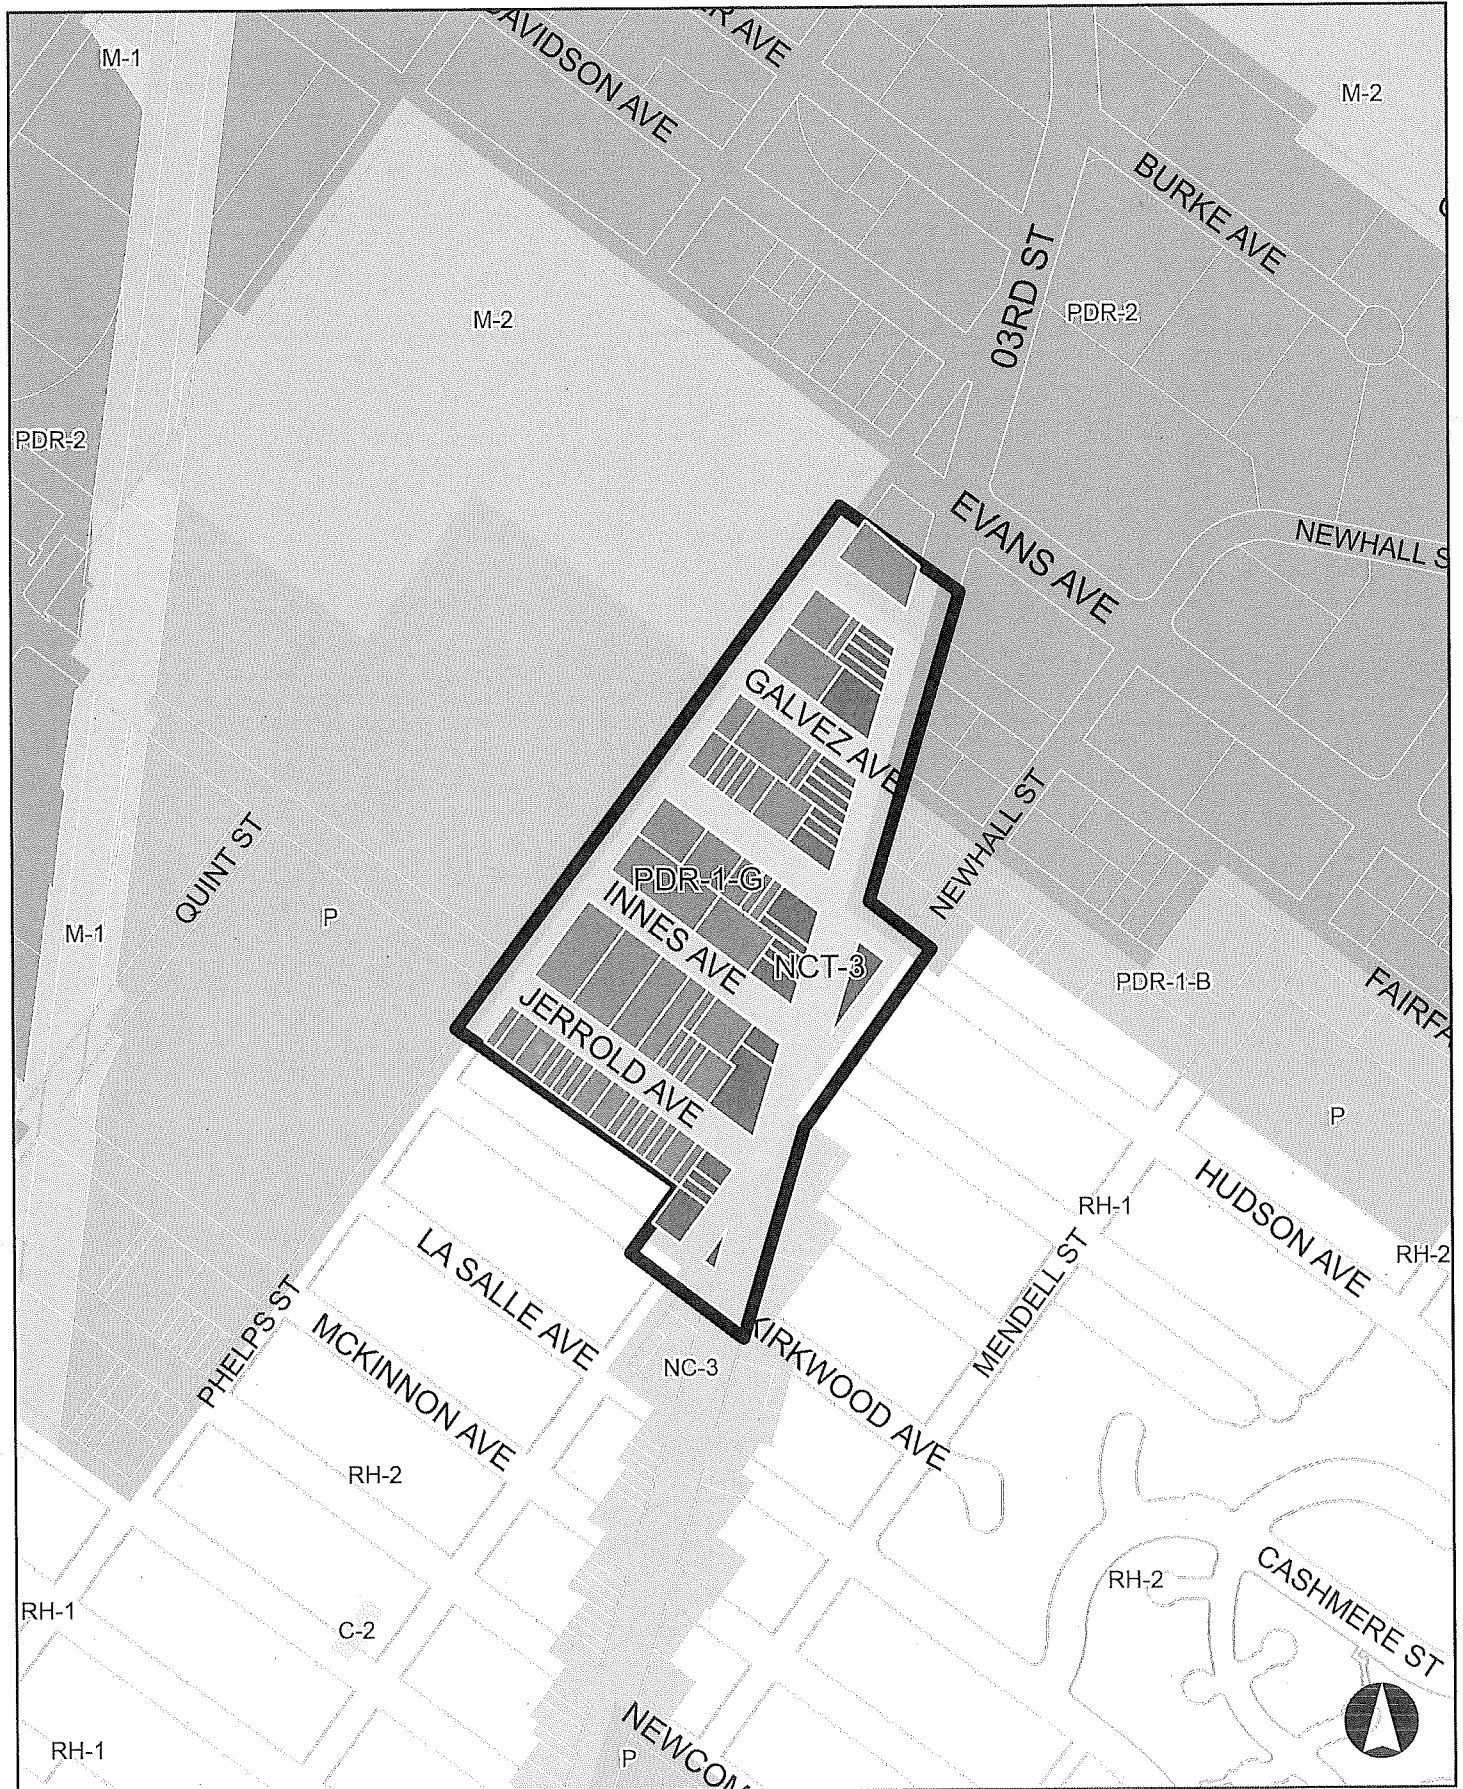 M-1
DAVIDSON AVE
ER AVE
M-2
BURKE AVE
03RD ST
PDR-2
M-2
PDR-2
EVANS AVE
NEWHALL S
GALVEZ AVE
NEWHALL ST
QUINT ST
PDR-1-G
P
M-1
INNES AVE
NCT-3
PDR-1-B
FAIRFA
JERROLD AVE
P
HUDSON AVE
RH-1
RH-2
LA SALLE AVE
MENDELL ST
PHELPS ST
MCKINNON AVE
KIRKWOOD AVE
NC-3
RH-2
RH-2
CASHMERE ST
RH-1
C-2
NEWCOM
P
RH-1